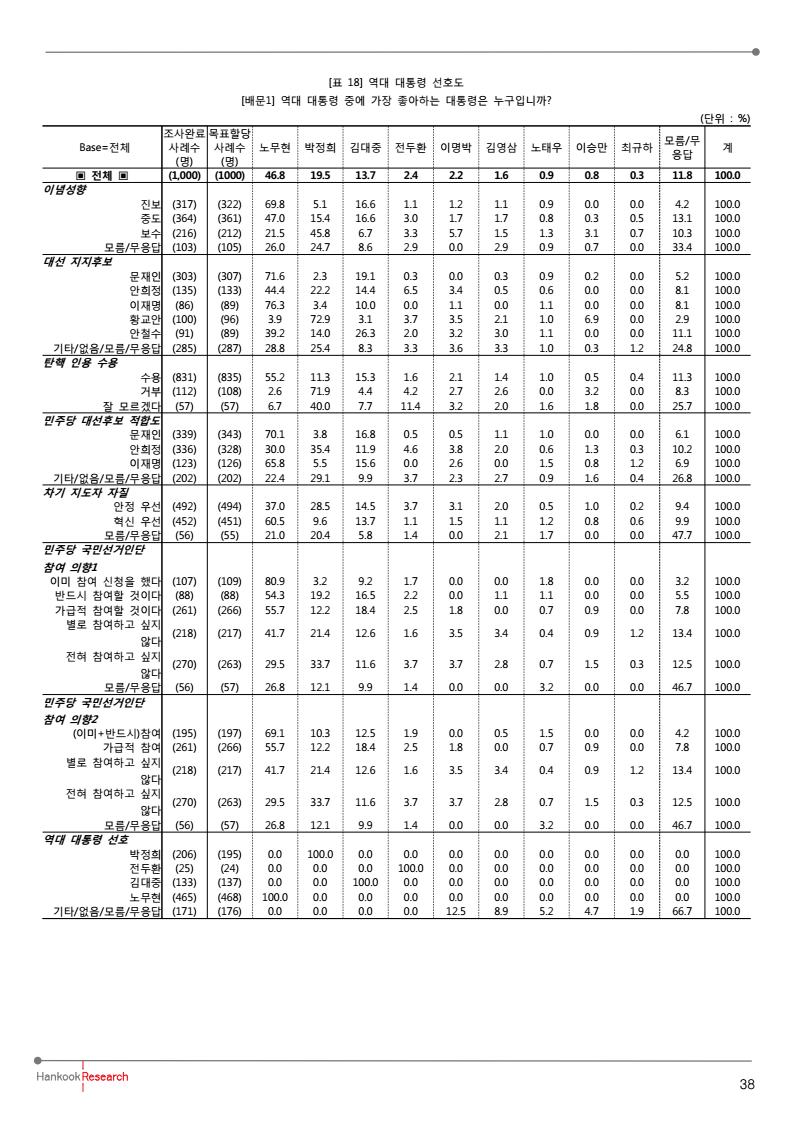 [표 18] 역대 대통령 선호도
[배문1] 역대 대통령 중에 가장 좋아하는 대통령은 누구입니까?
(단위 : %)
Base=전체 조사완료 사례수 (명) 목표할당 사례수 (명) 노무현 박정희 김대중 전두환 이명박 김영삼 노태우 이승만 최규하 모름/무응답 계
▣ 전체 ▣ (1,000) (1000) 46.8 19.5 13.7 2.4 2.2 1.6 0.9 0.8 0.3 11.8 100.0
이념성향
진보 (317) (322) 69.8 5.1 16.6 1.1 1.2 1.1 0.9 0.0 0.0 4.2 100.0
중도 (364) (361) 47.0 15.4 16.6 3.0 1.7 1.7 0.8 0.3 0.5 13.1 100.0
보수 (216) (212) 21.5 45.8 6.7 3.3 5.7 1.5 1.3 3.1 0.7 10.3 100.0
모름/무응답 (103) (105) 26.0 24.7 8.6 2.9 0.0 2.9 0.9 0.7 0.0 33.4 100.0
대선 지지후보
문재인 (303) (307) 71.6 2.3 19.1 0.3 0.0 0.3 0.9 0.2 0.0 5.2 100.0
안희정 (135) (133) 44.4 22.2 14.4 6.5 3.4 0.5 0.6 0.0 0.0 8.1 100.0
이재명 (86) (89) 76.3 3.4 10.0 0.0 1.1 0.0 1.1 0.0 0.0 8.1 100.0
황교안 (100) (96) 3.9 72.9 3.1 3.7 3.5 2.1 1.0 6.9 0.0 2.9 100.0
안철수 (91) (89) 39.2 14.0 26.3 2.0 3.2 3.0 1.1 0.0 0.0 11.1 100.0
기타/없음/모름/무응답 (285) (287) 28.8 25.4 8.3 3.3 3.6 3.3 1.0 0.3 1.2 24.8 100.0
탄핵 인용 수용
수용 (831) (835) 55.2 11.3 15.3 1.6 2.1 1.4 1.0 0.5 0.4 11.3 100.0
거부 (112) (108) 2.6 71.9 4.4 4.2 2.7 2.6 0.0 3.2 0.0 8.3 100.0
잘 모르겠다 (57) (57) 6.7 40.0 7.7 11.4 3.2 2.0 1.6 1.8 0.0 25.7 100.0
민주당 대선후보 적합도
문재인 (339) (343) 70.1 3.8 16.8 0.5 0.5 1.1 1.0 0.0 0.0 6.1 100.0
안희정 (336) (328) 30.0 35.4 11.9 4.6 3.8 2.0 0.6 1.3 0.3 10.2 100.0
이재명 (123) (126) 65.8 5.5 15.6 0.0 2.6 0.0 1.5 0.8 1.2 6.9 100.0
기타/없음/모름/무응답 (202) (202) 22.4 29.1 9.9 3.7 2.3 2.7 0.9 1.6 0.4 26.8 100.0
차기 지도자 자질
안정 우선 (492) (494) 37.0 28.5 14.5 3.7 3.1 2.0 0.5 1.0 0.2 9.4 100.0
혁신 우선 (452) (451) 60.5 9.6 13.7 1.1 1.5 1.1 1.2 0.8 0.6 9.9 100.0
모름/무응답 (56) (55) 21.0 20.4 5.8 1.4 0.0 2.1 1.7 0.0 0.0 47.7 100.0
민주당 국민선거인단
참여 의향1
이미 참여 신청을 했다 (107) (109) 80.9 3.2 9.2 1.7 0.0 0.0 1.8 0.0 0.0 3.2 100.0
반드시 참여할 것이다 (88) (88) 54.3 19.2 16.5 2.2 0.0 1.1 1.1 0.0 0.0 5.5 100.0
가급적 참여할 것이다 (261) (266) 55.7 12.2 18.4 2.5 1.8 0.0 0.7 0.9 0.0 7.8 100.0
별로 참여하고 싶지
않다 (218) (217) 41.7 21.4 12.6 1.6 3.5 3.4 0.4 0.9 1.2 13.4 100.0
전혀 참여하고 싶지
않다 (270) (263) 29.5 33.7 11.6 3.7 3.7 2.8 0.7 1.5 0.3 12.5 100.0
모름/무응답 (56) (57) 26.8 12.1 9.9 1.4 0.0 0.0 3.2 0.0 0.0 46.7 100.0
민주당 국민선거인단
참여 의향2
(이미+반드시)참여 (195) (197) 69.1 10.3 12.5 1.9 0.0 0.5 1.5 0.0 0.0 4.2 100.0
가급적 참여 (261) (266) 55.7 12.2 18.4 2.5 1.8 0.0 0.7 0.9 0.0 7.8 100.0
별로 참여하고 싶지
않다 (218) (217) 41.7 21.4 12.6 1.6 3.5 3.4 0.4 0.9 1.2 13.4 100.0
전혀 참여하고 싶지
않다 (270) (263) 29.5 33.7 11.6 3.7 3.7 2.8 0.7 1.5 0.3 12.5 100.0
모름/무응답 (56) (57) 26.8 12.1 9.9 1.4 0.0 0.0 3.2 0.0 0.0 46.7 100.0
역대 대통령 선호
박정희 (206) (195) 0.0 100.0 0.0 0.0 0.0 0.0 0.0 0.0 0.0 0.0 100.0
전두환 (25) (24) 0.0 0.0 0.0 100.0 0.0 0.0 0.0 0.0 0.0 0.0 100.0
김대중 (133) (137) 0.0 0.0 100.0 0.0 0.0 0.0 0.0 0.0 0.0 0.0 100.0
노무현 (465) (468) 100.0 0.0 0.0 0.0 0.0 0.0 0.0 0.0 0.0 0.0 100.0
기타/없음/모름/무응답 (171) (176) 0.0 0.0 0.0 0.0 12.5 8.9 5.2 4.7 1.9 66.7 100.0
Hankook Research
38